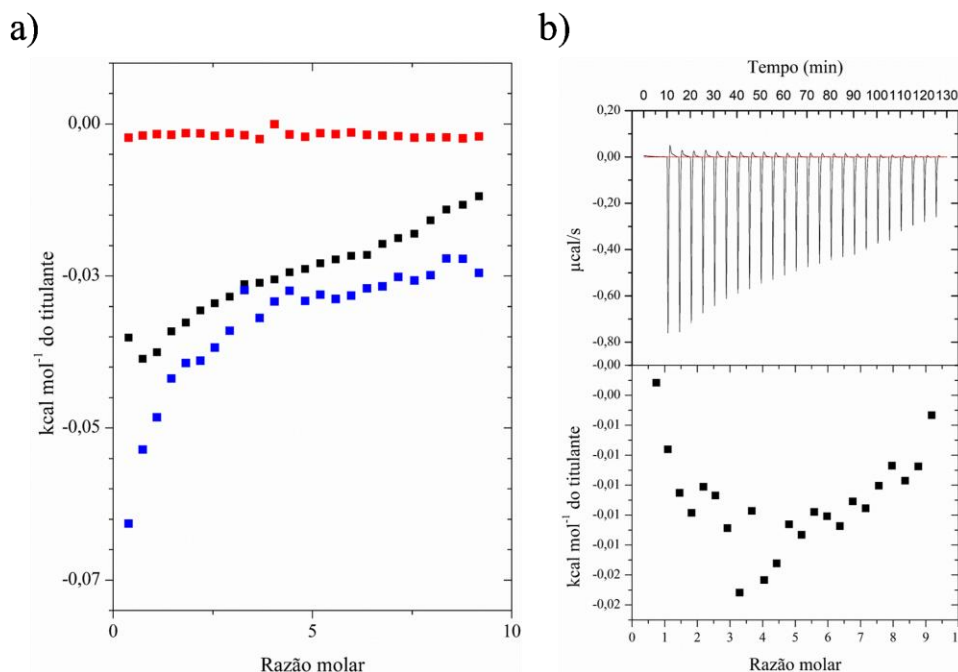 a)
b)
0,00
-0,03
-0,05
-0,07
kcal mol⁻¹ do titulante
0 5 10
Razão molar
Tempo (min)
0 10 20 30 40 50 60 70 80 90 100 110 120 130
0,20
0,00
-0,20
-0,40
-0,60
-0,80
-0,00
µcal/s
-0,00
-0,01
-0,01
-0,01
-0,01
-0,01
-0,02
-0,02
kcal mol⁻¹ do titulante
0 1 2 3 4 5 6 7 8 9 1
Razão molar